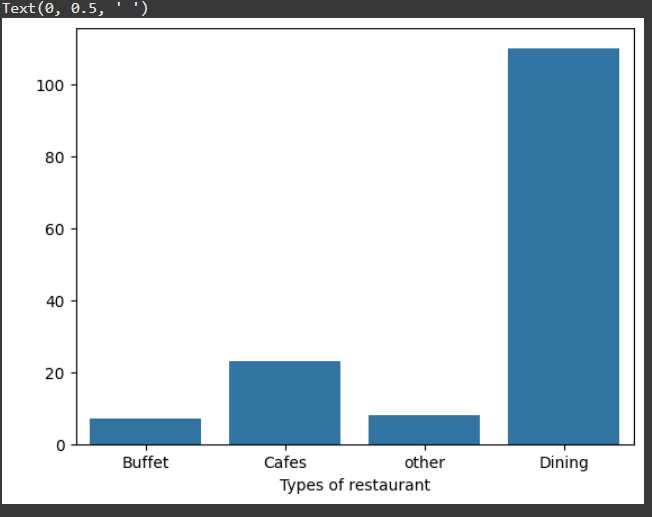 Text(0, 0.5, ' ')
100
80
60
40
20
0
Buffet Cafes other Dining
Types of restaurant